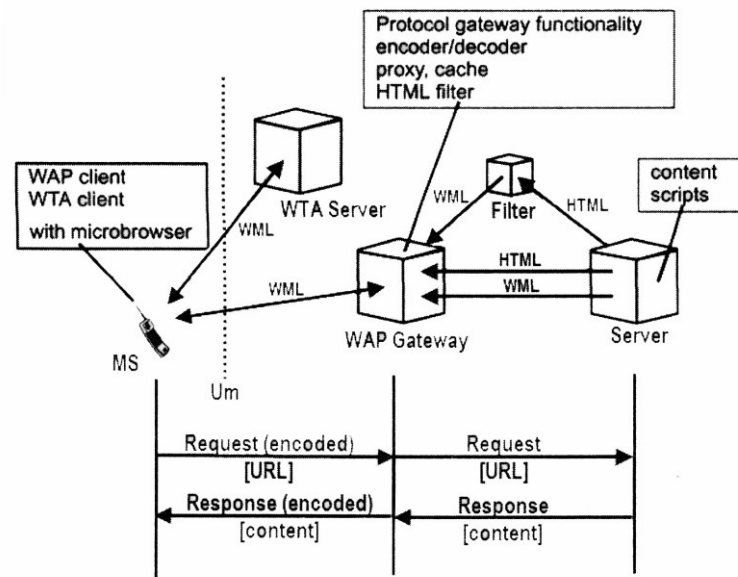 Protocol gateway functionality
encoder/decoder
proxy, cache
HTML filter
WAP client
WTA client
with microbrowser
content
scripts
WML
WTA Server
WML
Filter
HTML
HTML
WML
WML
MS
WAP Gateway
Server
Um
Request (encoded)
[URL]
Request
[URL]
Response (encoded)
[content]
Response
[content]